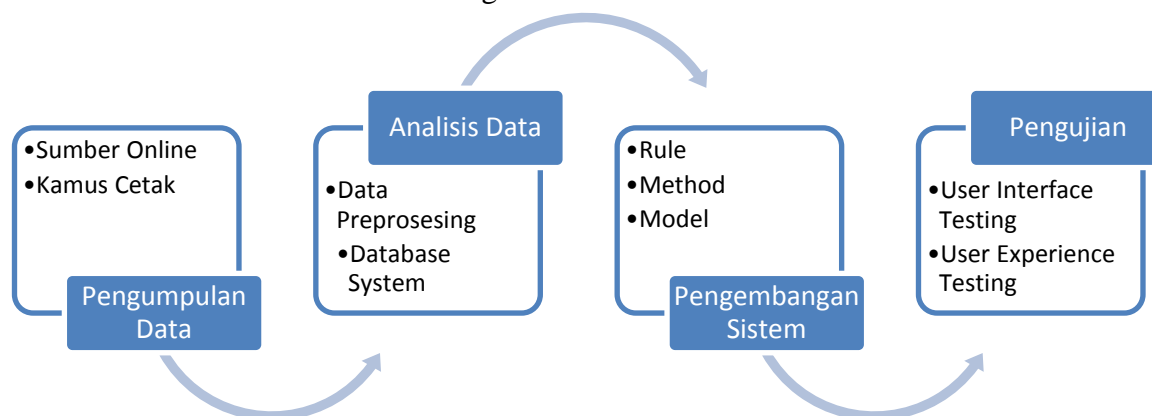 •Sumber Online
•Kamus Cetak
Pengumpulan
Data
Analisis Data
•Data
Preprosesing
•Database
System
•Rule
•Method
•Model
Pengembangan
Sistem
Pengujian
•User Interface
Testing
•User Experience
Testing